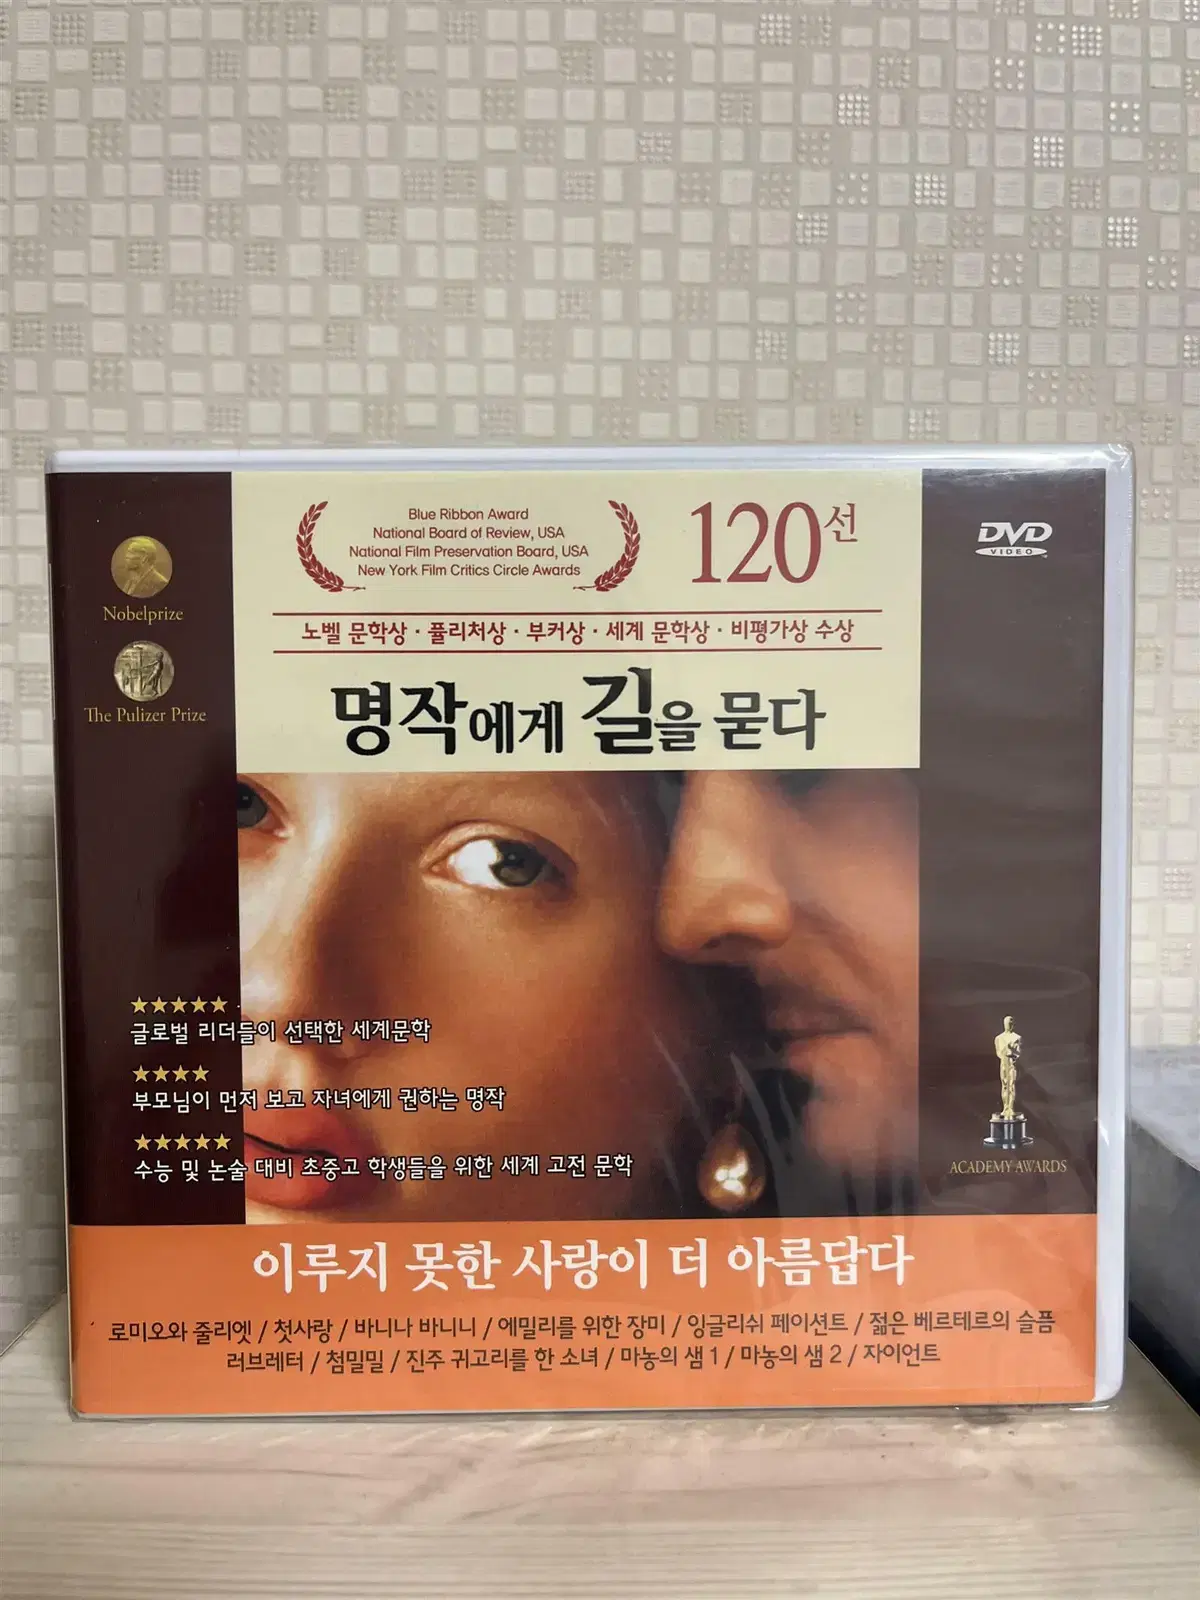 Blue Ribbon Award
National Board of Review, USA
National Film Preservation Board, USA
New York Film Critics Circle Awards
120선
DVD
VIDEO
Nobelprize
The Pulizer Prize
노벨 문학상 · 퓰리처상 · 부커상 · 세계 문학상 · 비평가상 수상
명작에게 길을 묻다
★★★★★
글로벌 리더들이 선택한 세계문학
★★★★
부모님이 먼저 보고 자녀에게 권하는 명작
★★★★★
수능 및 논술 대비 초중고 학생들을 위한 세계 고전 문학
ACADEMY AWARDS
이루지 못한 사랑이 더 아름답다
로미오와 줄리엣 / 첫사랑 / 바니나 바니니 / 에밀리를 위한 장미 / 잉글리쉬 페이션트 / 젊은 베르테르의 슬픔
러브레터 / 첨밀밀 / 진주 귀고리를 한 소녀 / 마농의 샘 1 / 마농의 샘 2 / 자이언트